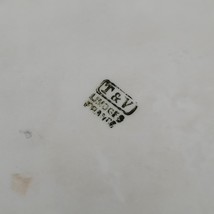 T & V
LIMOGES
FRANCE